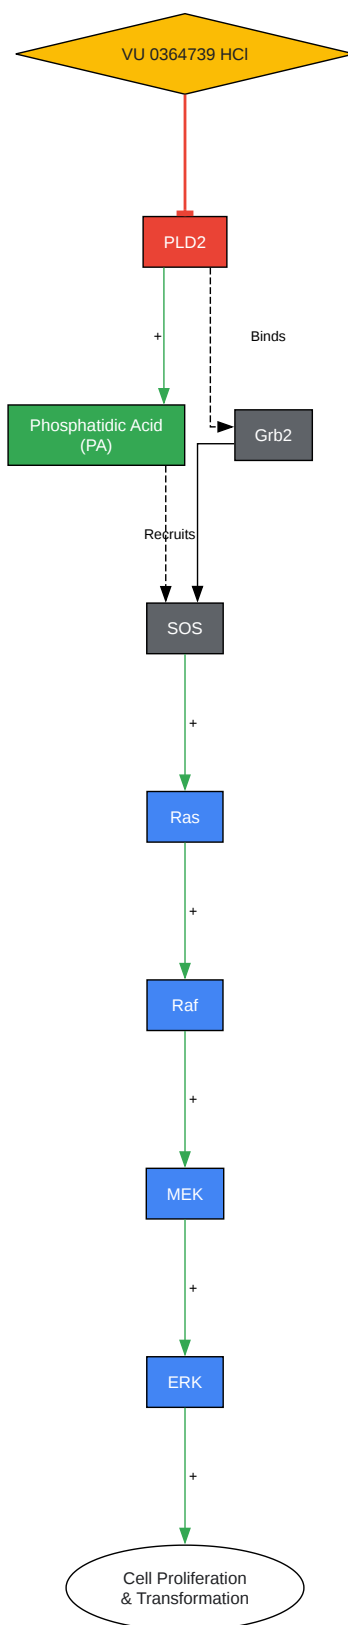 VU 0364739 HCl
PLD2
+
Binds
Phosphatidic Acid
(PA)
Grb2
Recruits
SOS
+
Ras
+
Raf
+
MEK
+
ERK
+
Cell Proliferation
& Transformation